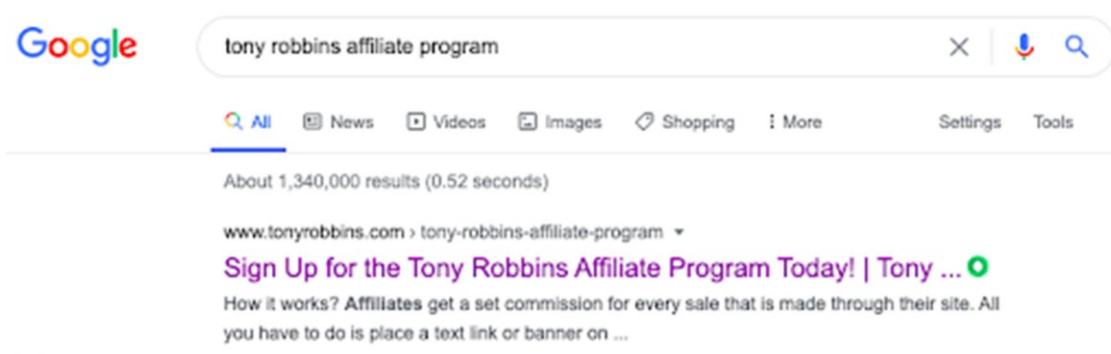 Google
tony robbins affiliate program
All News Videos Images Shopping More Settings Tools
About 1,340,000 results (0.52 seconds)
www.tonyrobbins.com › tony-robbins-affiliate-program
Sign Up for the Tony Robbins Affiliate Program Today! | Tony ...
How it works? Affiliates get a set commission for every sale that is made through their site. All
you have to do is place a text link or banner on ...